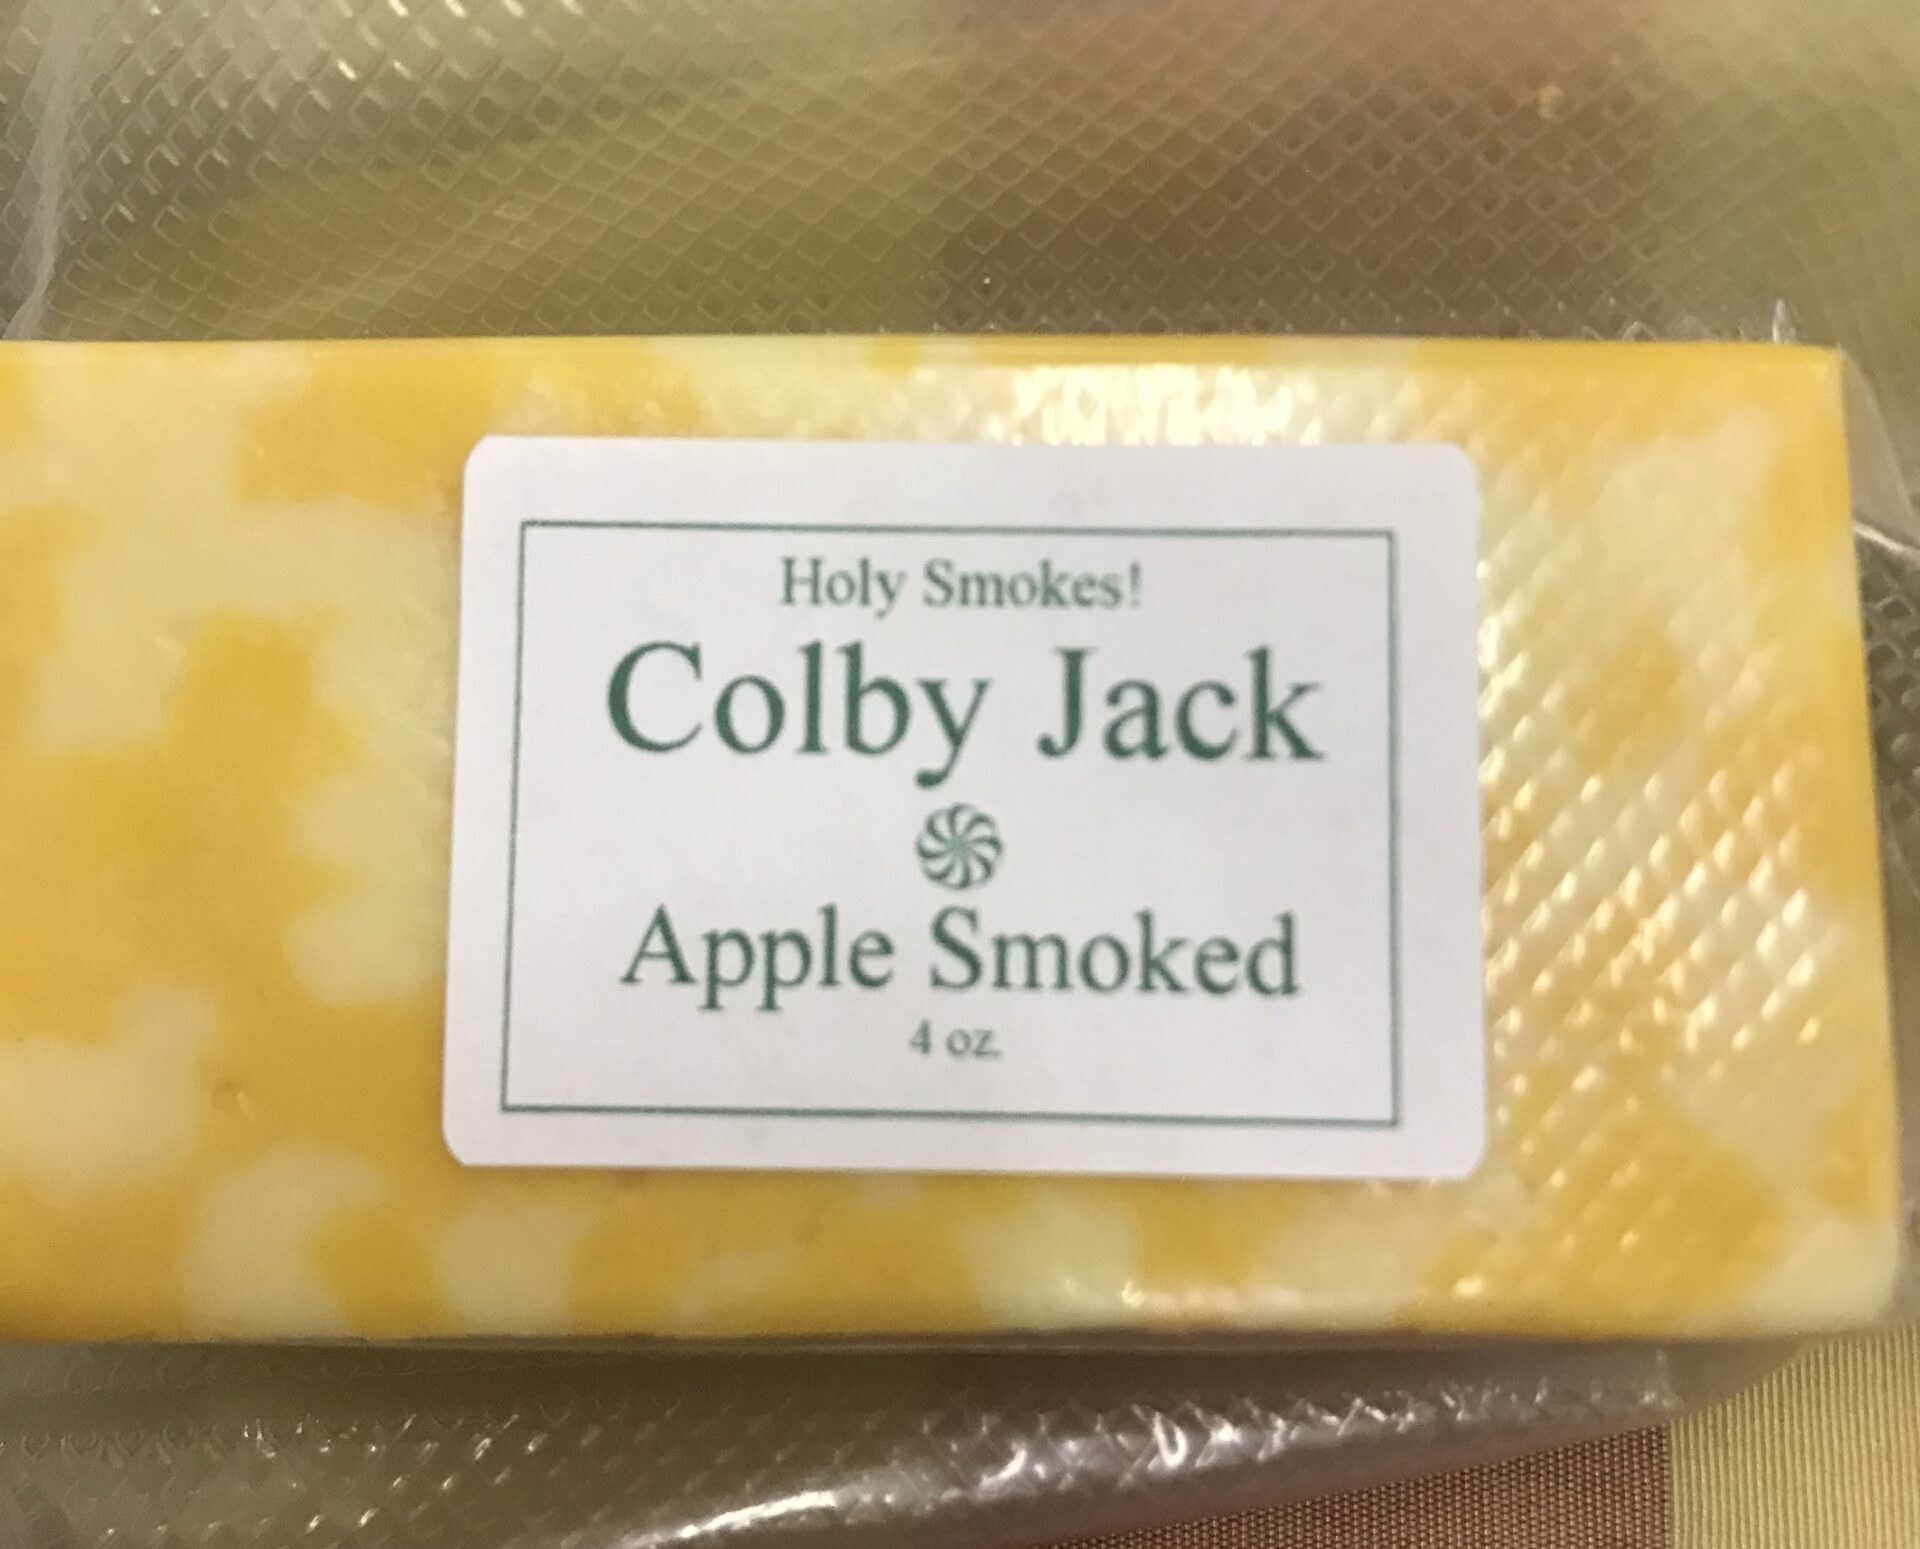 Holy Smokes!
Colby Jack
Apple Smoked
4 oz.